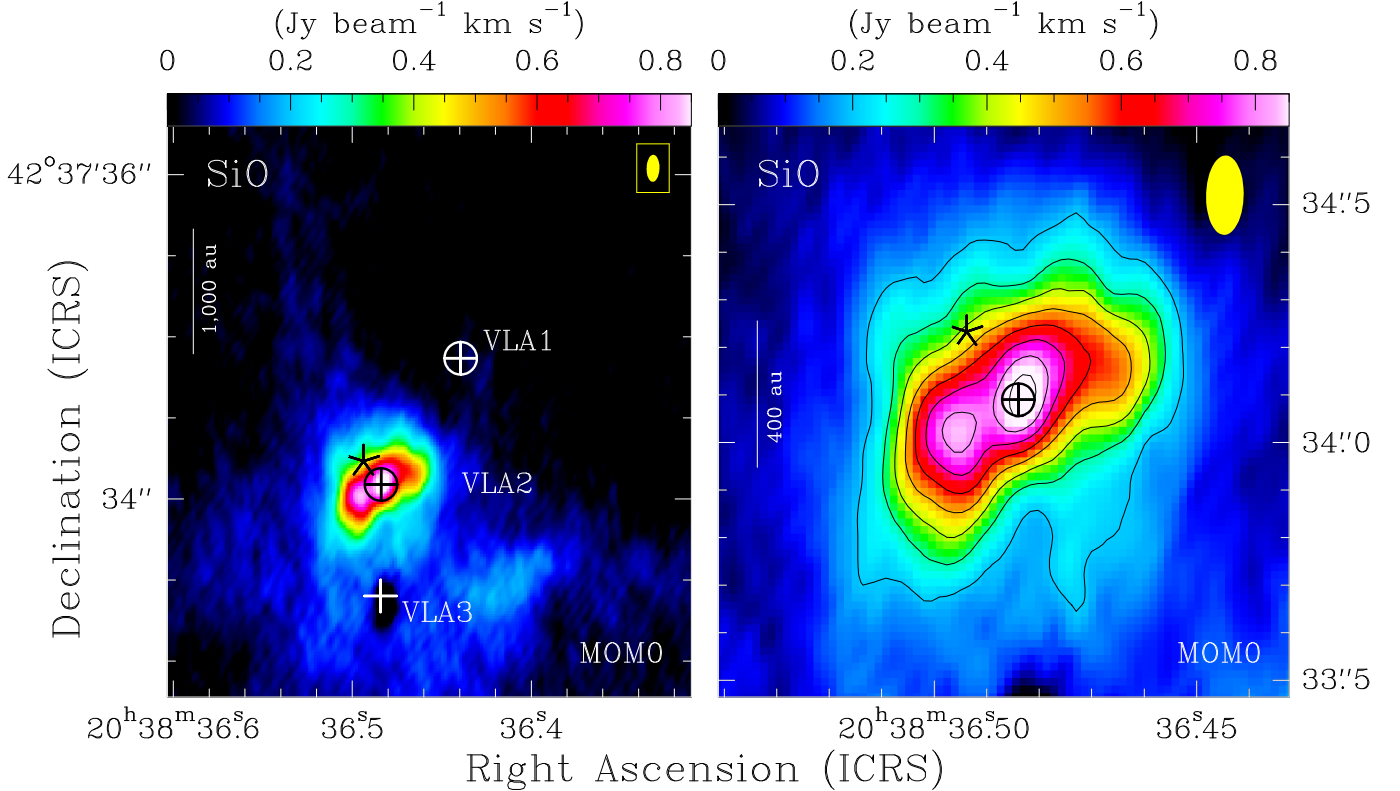 (Jy beam⁻¹ km s⁻¹) (Jy beam⁻¹ km s⁻¹)
0 0.2 0.4 0.6 0.8 0 0.2 0.4 0.6 0.8
SiO
42°37'36"
1,000 au
VLA1
VLA2
34"
VLA3
MOM0
20ʰ38ᵐ36.ˢ6 36.ˢ5 36.ˢ4
SiO
34."5
400 au
34."0
MOM0
33."5
20ʰ38ᵐ36.ˢ50 36.ˢ45
Declination (ICRS)
Right Ascension (ICRS)